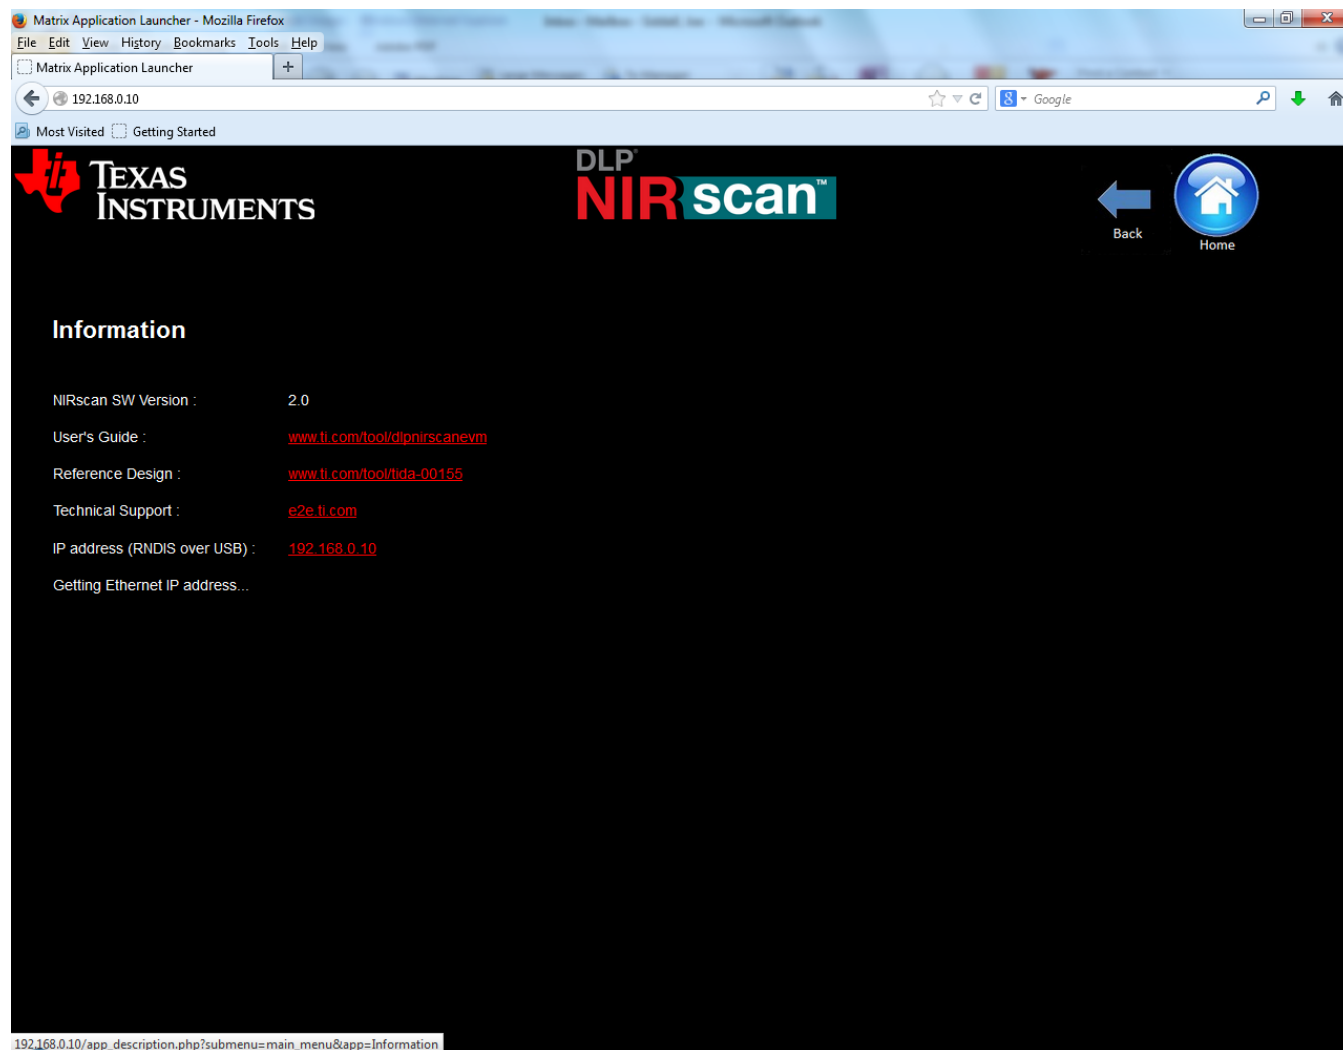 Matrix Application Launcher - Mozilla Firefox
File Edit View History Bookmarks Tools Help
Matrix Application Launcher +
192.168.0.10 8 Google
Most Visited Getting Started
TEXAS INSTRUMENTS
DLP®
NIRscan™
Back
Home
Information
NIRscan SW Version : 2.0
User's Guide : www.ti.com/tool/dlpnirscanevm
Reference Design : www.ti.com/tool/tida-00155
Technical Support : e2e.ti.com
IP address (RNDIS over USB) : 192.168.0.10
Getting Ethernet IP address...
192.168.0.10/app_description.php?submenu=main_menu&app=Information